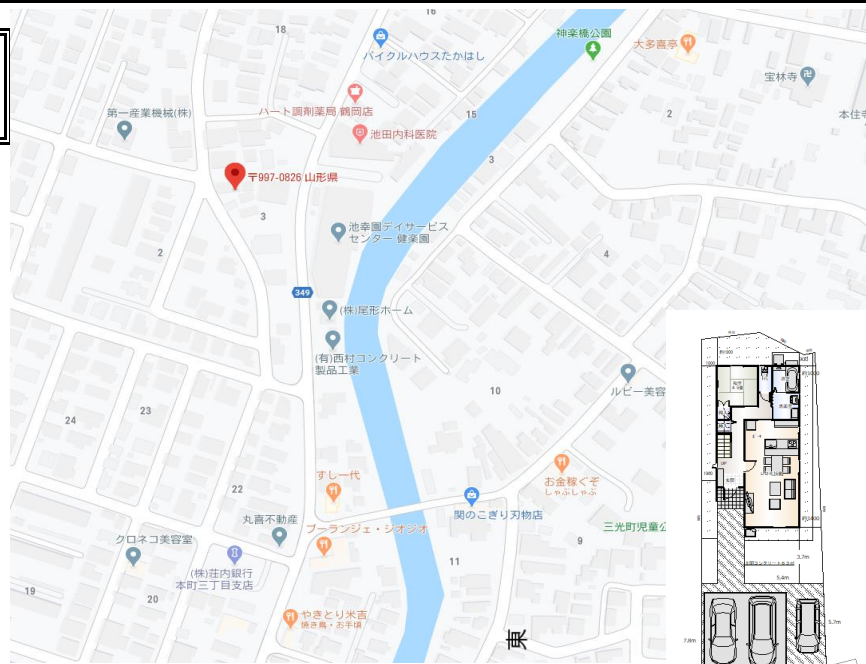 16
18
神楽橋公園
バイクルハウスたかはし
大多喜亭
宝林寺
第一産業機械(株)
ハート調剤薬局 鶴岡店
15
2
本住寺
池田内科医院
3
〒997-0826 山形県
3
池幸園デイサービス
センター 健楽園
2
4
349
(株)尾形ホーム
(有)西村コンクリート
製品工業
ルビー美容
10
23
24
すし一代
お金稼ぐぞ
しゃぶしゃぶ
22
丸喜不動産
関のこぎり刃物店
ブーランジェ・ジオジオ
三光町児童公
クロネコ美容室
9
(株)荘内銀行
本町三丁目支店
11
19
20
やきとり米吉
焼き鳥・お手頃
東
3.7m
5.4m
5.7m
7.8m